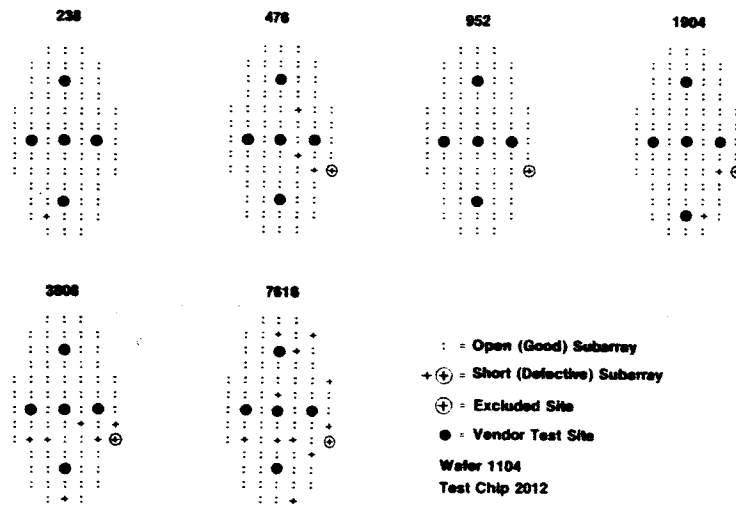 238 476 952 1904
3808 7616
: = Open (Good) Subarray
+ ⊕ = Short (Defective) Subarray
⊕ = Excluded Site
● = Vendor Test Site
Wafer 1104
Test Chip 2012